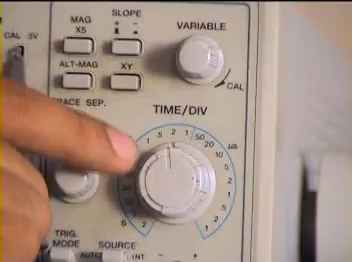 SLOPE
MAG
X5
+ -
VARIABLE
CAL .5V
ALT-MAG XY
CAL
TRACE SEP.
TIME/DIV
.1 .5 .2 .1 50 μs
20
10
5
2
1
.5
.2
.1
S .2
TRIG.
MODE
SOURCE
AUTO INT - +